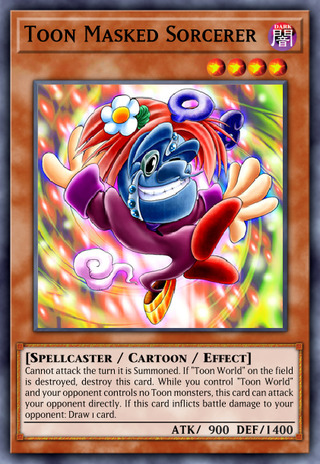 Toon Masked Sorcerer
DARK
闇
[Spellcaster / Cartoon / Effect]
Cannot attack the turn it is Summoned. If "Toon World" on the field
is destroyed, destroy this card. While you control "Toon World"
and your opponent controls no Toon monsters, this card can attack
your opponent directly. If this card inflicts battle damage to your
opponent: Draw 1 card.
ATK/ 900 DEF/1400